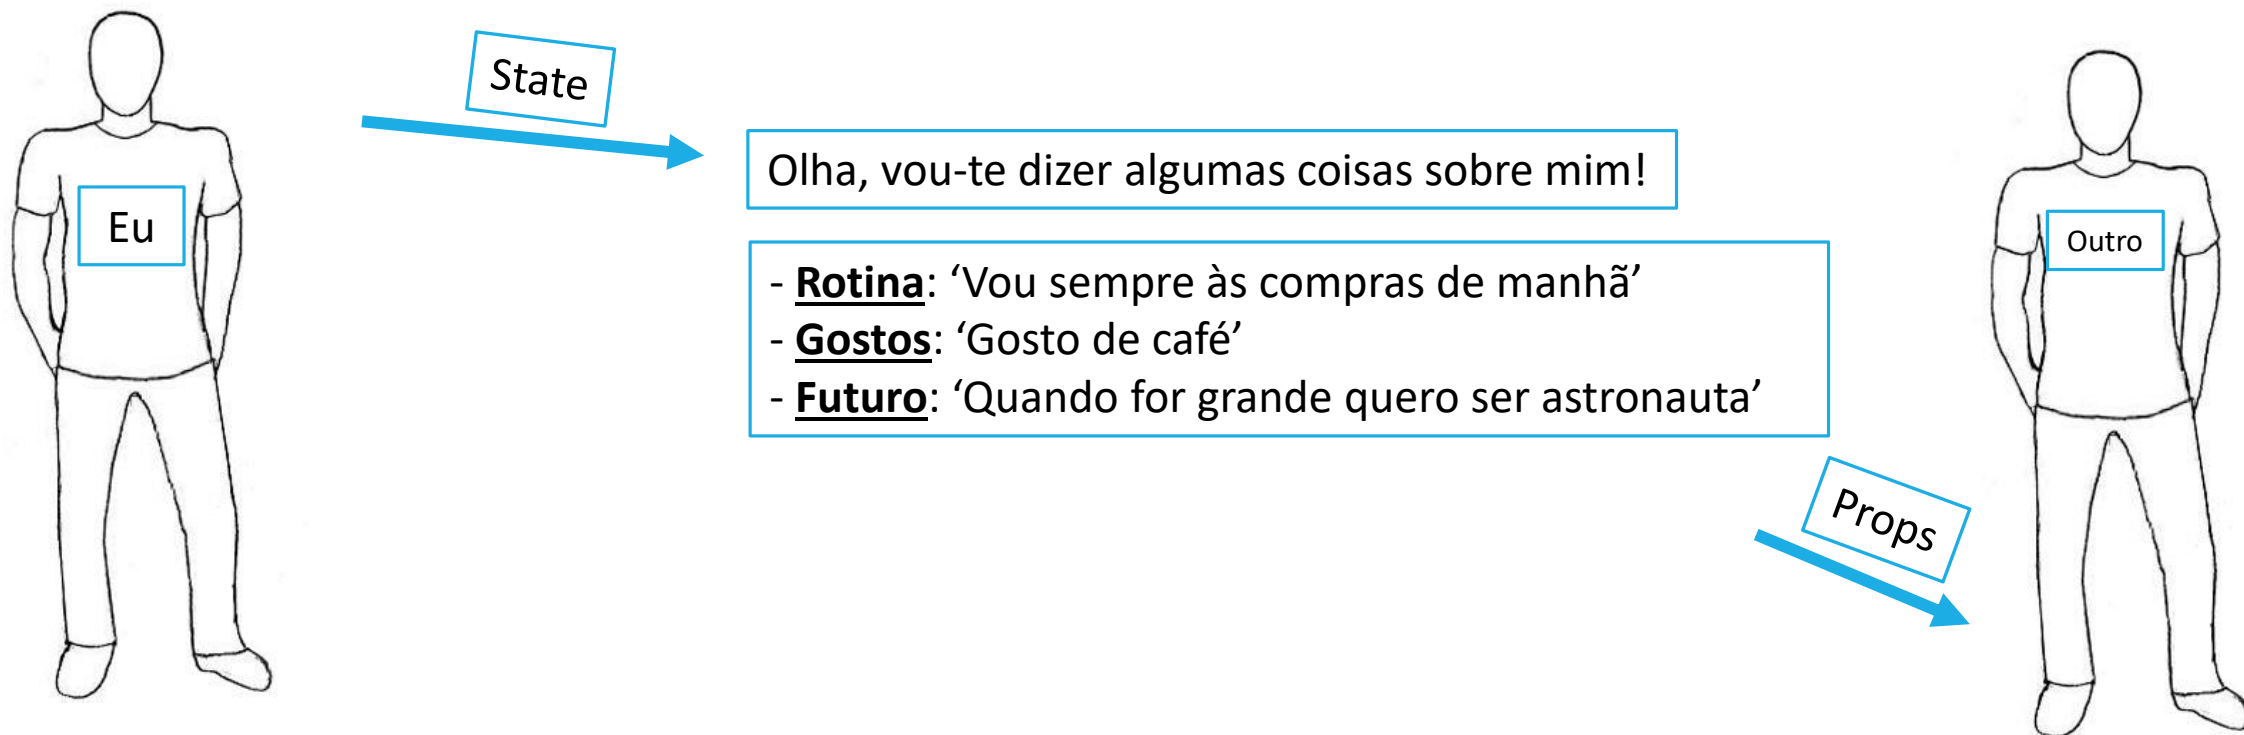 State
Olha, vou-te dizer algumas coisas sobre mim!
Eu
Outro
- Rotina: ‘Vou sempre às compras de manhã’
- Gostos: ‘Gosto de café’
- Futuro: ‘Quando for grande quero ser astronauta’
Props